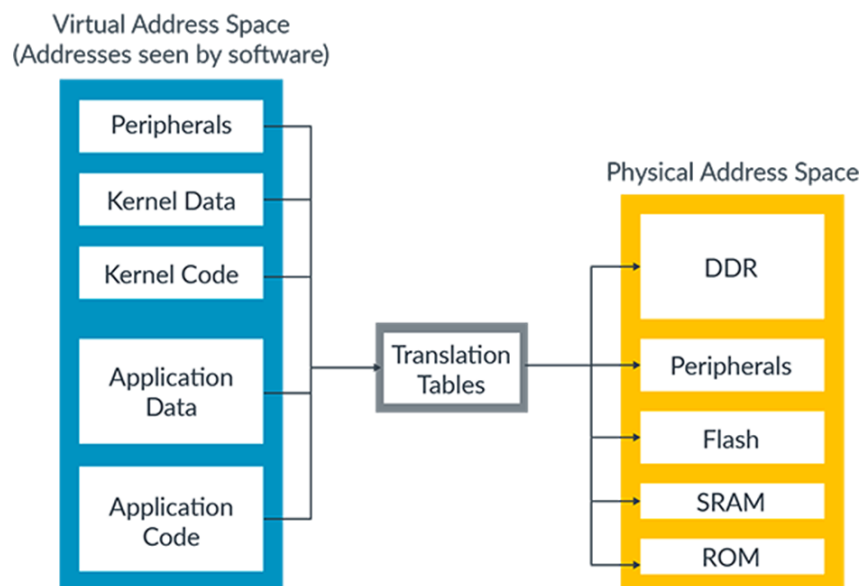 Virtual Address Space
(Addresses seen by software)
Peripherals
Kernel Data
Kernel Code
Application
Data
Application
Code
Translation
Tables
Physical Address Space
DDR
Peripherals
Flash
SRAM
ROM